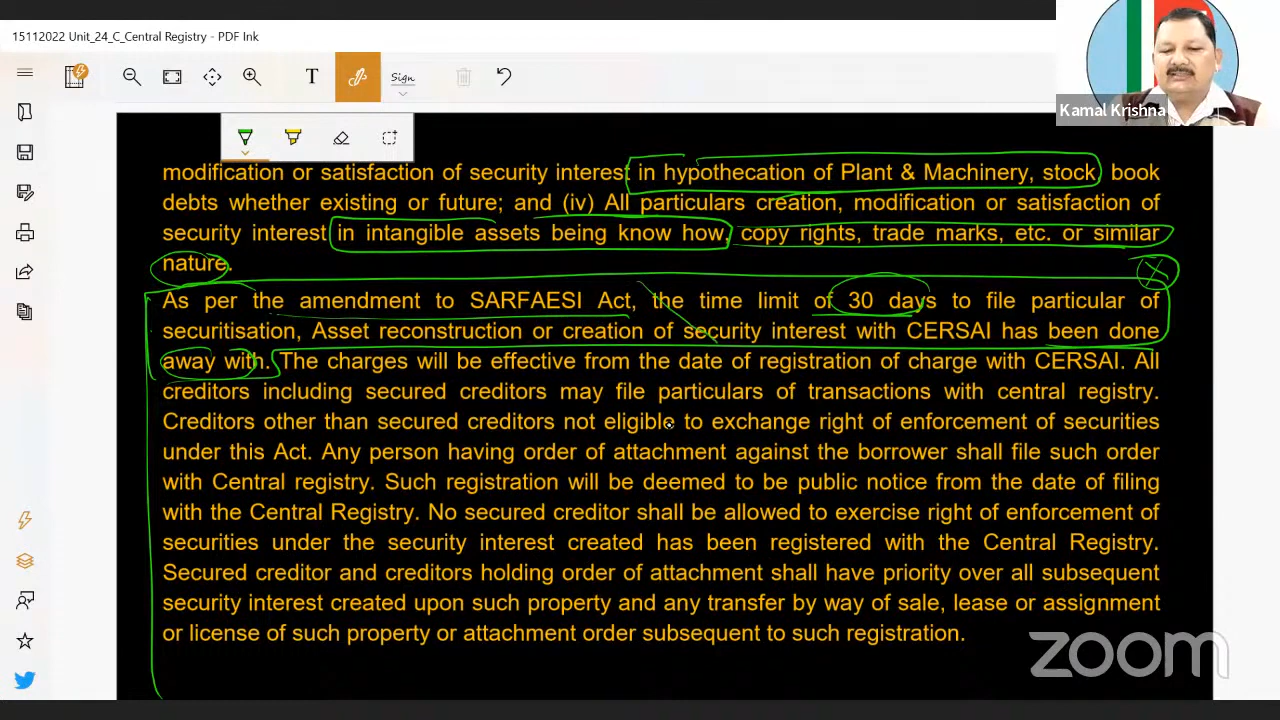 15112022 Unit_24_C_Central Registry - PDF Ink
Kamal Krishna
T
Sign
modification or satisfaction of security interest in hypothecation of Plant & Machinery, stock, book
debts whether existing or future; and (iv) All particulars creation, modification or satisfaction of
security interest in intangible assets being know how, copy rights, trade marks, etc. or similar
nature.
As per the amendment to SARFAESI Act, the time limit of 30 days to file particular of
securitisation, Asset reconstruction or creation of security interest with CERSAI has been done
away with. The charges will be effective from the date of registration of charge with CERSAI. All
creditors including secured creditors may file particulars of transactions with central registry.
Creditors other than secured creditors not eligible to exchange right of enforcement of securities
under this Act. Any person having order of attachment against the borrower shall file such order
with Central registry. Such registration will be deemed to be public notice from the date of filing
with the Central Registry. No secured creditor shall be allowed to exercise right of enforcement of
securities under the security interest created has been registered with the Central Registry.
Secured creditor and creditors holding order of attachment shall have priority over all subsequent
security interest created upon such property and any transfer by way of sale, lease or assignment
or license of such property or attachment order subsequent to such registration.
zoom